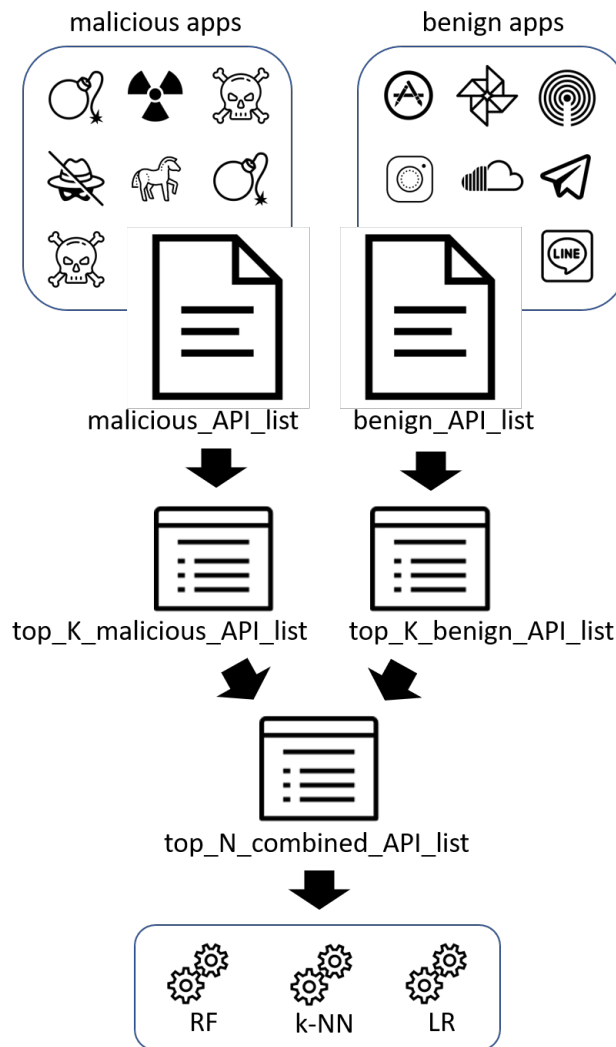 malicious apps
benign apps
LINE
malicious_API_list
benign_API_list
top_K_malicious_API_list
top_K_benign_API_list
top_N_combined_API_list
RF
k-NN
LR